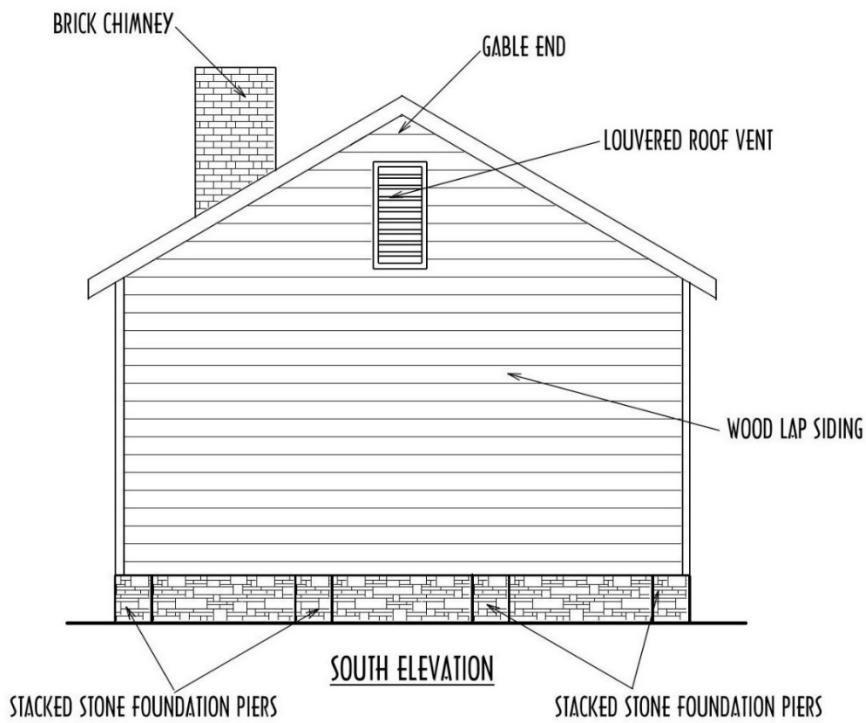 BRICK CHIMNEY
GABLE END
LOUVERED ROOF VENT
WOOD LAP SIDING
SOUTH ELEVATION
STACKED STONE FOUNDATION PIERS
STACKED STONE FOUNDATION PIERS